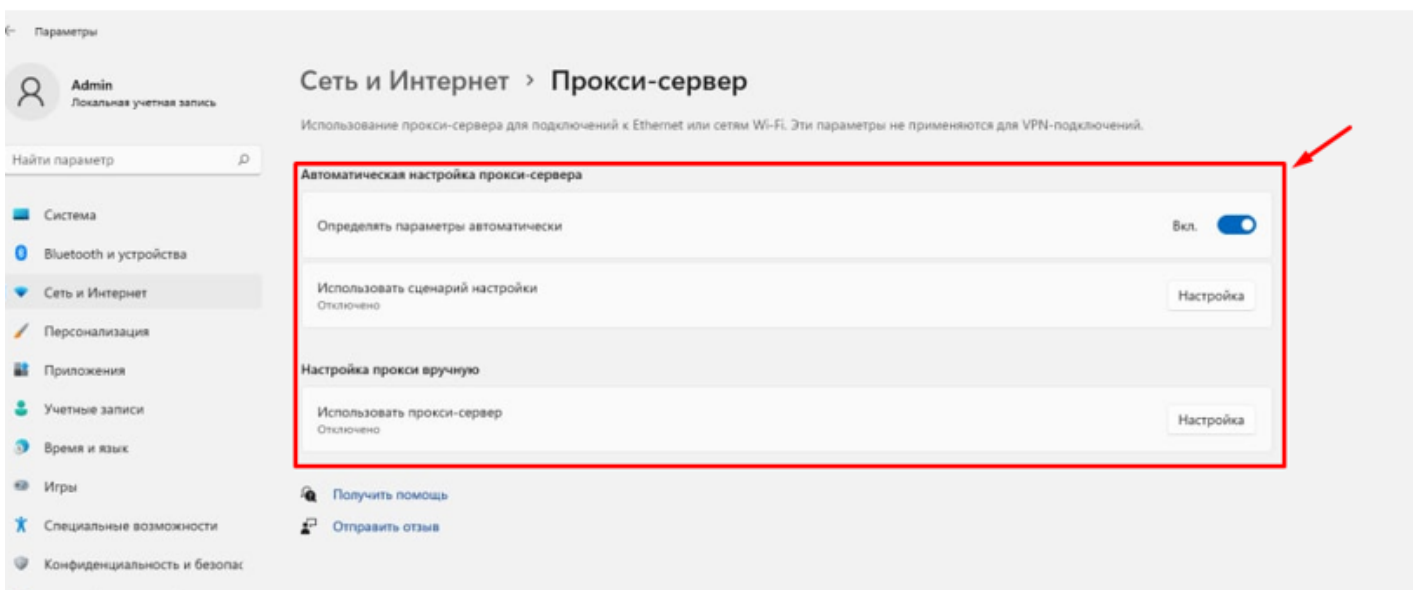 Параметры
Admin
Локальная учетная запись
Найти параметр
Система
Bluetooth и устройства
Сеть и Интернет
Персонализация
Приложения
Учетные записи
Время и язык
Игры
Специальные возможности
Конфиденциальность и безопас
Сеть и Интернет > Прокси-сервер
Использование прокси-сервера для подключений к Ethernet или сетям Wi-Fi. Эти параметры не применяются для VPN-подключений.
Автоматическая настройка прокси-сервера
Определять параметры автоматически Вкл.
Использовать сценарий настройки
Отключено
Настройка
Настройка прокси вручную
Использовать прокси-сервер
Отключено
Настройка
Получить помощь
Отправить отзыв